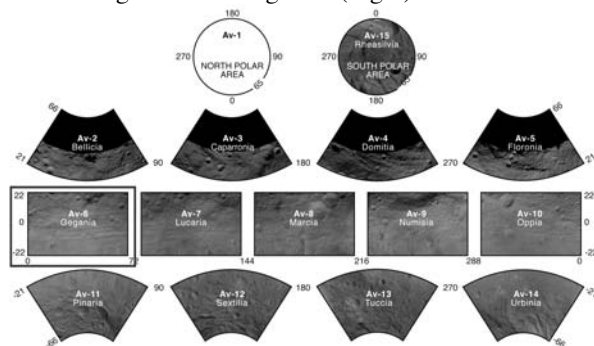 180
Av-1
270
90
NORTH POLAR
AREA
65
0
0
Av-15
Rheasilvia
270
90
SOUTH POLAR
AREA
180
66
Av-2
Bellicia
21
90
Av-3
Caparronia
180
Av-4
Domitia
270
Av-5
Floronia
66
21
22
0
-22
Av-6
Gegania
Av-7
Lucaria
Av-8
Marcia
Av-9
Numisia
Av-10
Oppia
22
0
-22
0
72
144
216
288
0
-21
Av-11
Pinaria
-66
90
Av-12
Sextilia
180
Av-13
Tuccia
270
Av-14
Urbinia
-66